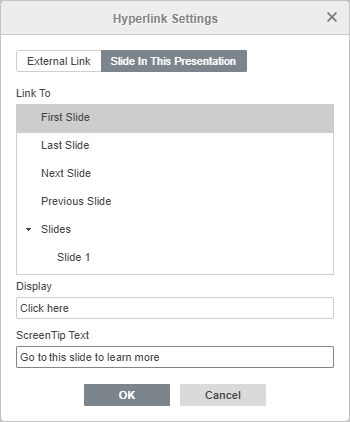 Hyperlink Settings
External Link
Slide In This Presentation
Link To
First Slide
Last Slide
Next Slide
Previous Slide
Slides
Slide 1
Display
Click here
ScreenTip Text
Go to this slide to learn more
OK
Cancel